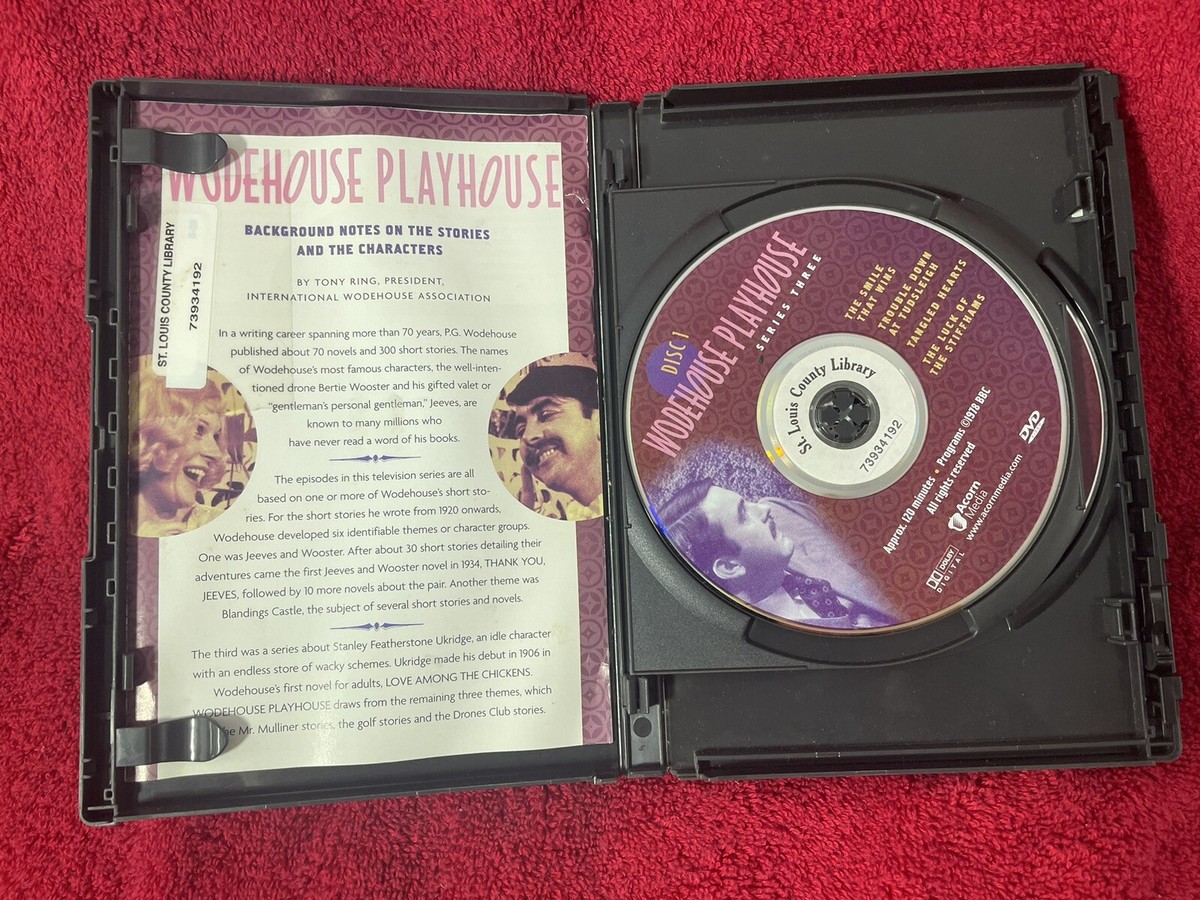 WODEHOUSE PLAYHOUSE
BACKGROUND NOTES ON THE STORIES
AND THE CHARACTERS
BY TONY RING, PRESIDENT,
INTERNATIONAL WODEHOUSE ASSOCIATION
ST. LOUIS COUNTY LIBRARY
73934192
In a writing career spanning more than 70 years, P.G. Wodehouse
published about 70 novels and 300 short stories. The names
of Wodehouse's most famous characters, the well-inten-
tioned drone Bertie Wooster and his gifted valet or
"gentleman's personal gentleman," Jeeves, are
known to many millions who
have never read a word of his books.
The episodes in this television series are all
based on one or more of Wodehouse's short sto-
ries. For the short stories he wrote from 1920 onwards,
Wodehouse developed six identifiable themes or character groups.
One was Jeeves and Wooster. After about 30 short stories detailing their
adventures came the first Jeeves and Wooster novel in 1934, THANK YOU,
JEEVES, followed by 10 more novels about the pair. Another theme was
Blandings Castle, the subject of several short stories and novels.
The third was a series about Stanley Featherstone Ukridge, an idle character
with an endless store of wacky schemes. Ukridge made his debut in 1906 in
Wodehouse's first novel for adults, LOVE AMONG THE CHICKENS.
WODEHOUSE PLAYHOUSE draws from the remaining three themes, which
the Mr. Mulliner stories, the golf stories and the Drones Club stories.
DISC 1
WODEHOUSE PLAYHOUSE
SERIES THREE
THE SMILE
THAT WINS
TROUBLE DOWN
AT TUDSLEIGH
TANGLED HEARTS
THE LUCK OF
THE STIFFHAMS
St. Louis County Library
73934192
Approx. 120 minutes • Programs ©1978 BBC
All rights reserved
Acorn
Media
www.acornmedia.com
DVD
DOLBY
DIGITAL